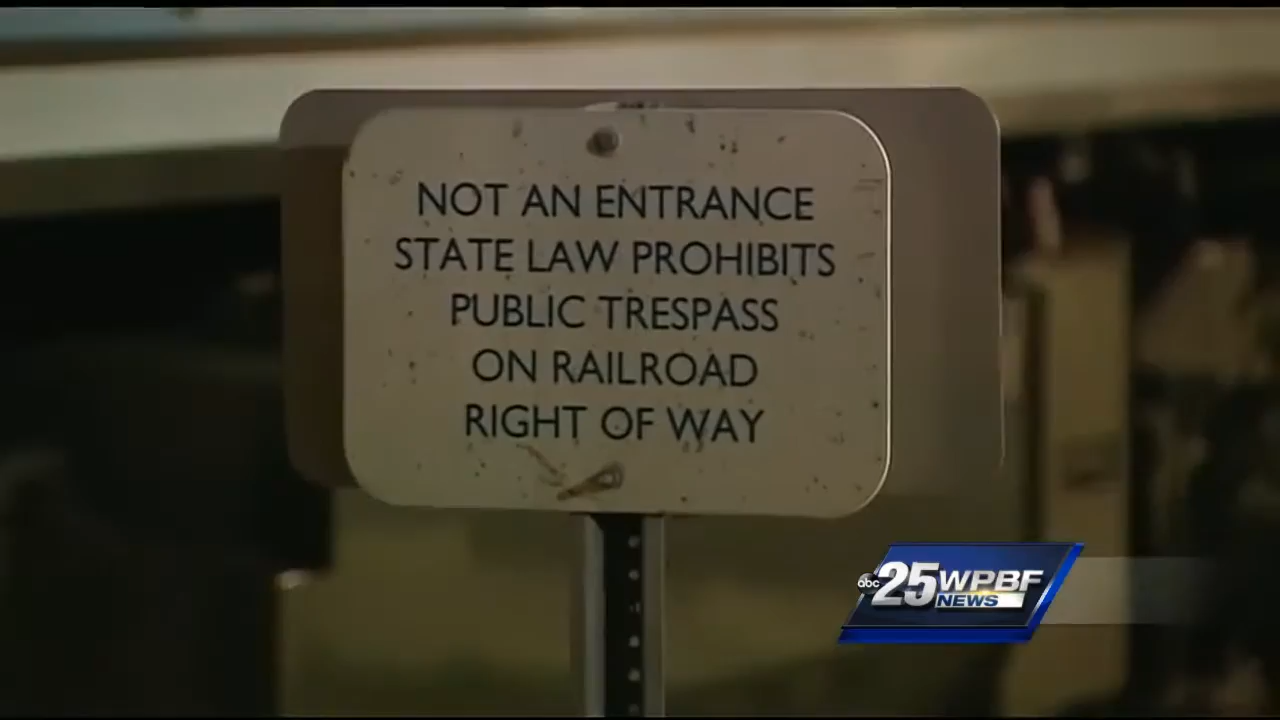 NOT AN ENTRANCE
STATE LAW PROHIBITS
PUBLIC TRESPASS
ON RAILROAD
RIGHT OF WAY
abc 25 WPBF
NEWS